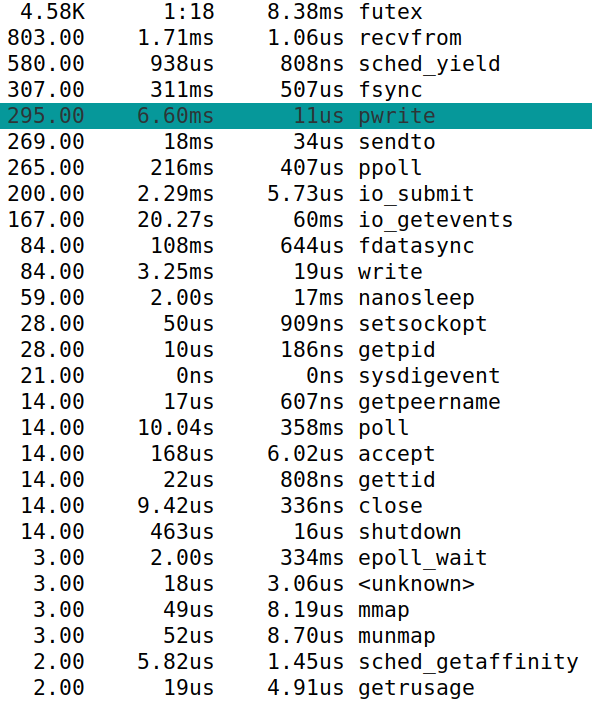 4.58K 1:18 8.38ms futex
803.00 1.71ms 1.06us recvfrom
580.00 938us 808ns sched_yield
307.00 311ms 507us fsync
295.00 6.60ms 11us pwrite
269.00 18ms 34us sendto
265.00 216ms 407us ppoll
200.00 2.29ms 5.73us io_submit
167.00 20.27s 60ms io_getevents
84.00 108ms 644us fdatasync
84.00 3.25ms 19us write
59.00 2.00s 17ms nanosleep
28.00 50us 909ns setsockopt
28.00 10us 186ns getpid
21.00 0ns 0ns sysdigevent
14.00 17us 607ns getpeername
14.00 10.04s 358ms poll
14.00 168us 6.02us accept
14.00 22us 808ns gettid
14.00 9.42us 336ns close
14.00 463us 16us shutdown
3.00 2.00s 334ms epoll_wait
3.00 18us 3.06us <unknown>
3.00 49us 8.19us mmap
3.00 52us 8.70us munmap
2.00 5.82us 1.45us sched_getaffinity
2.00 19us 4.91us getrusage